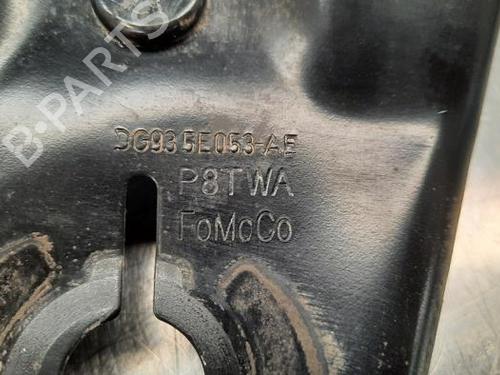 DG93 5E053-AE
P8TWA
FoMoCo
B-PARTS